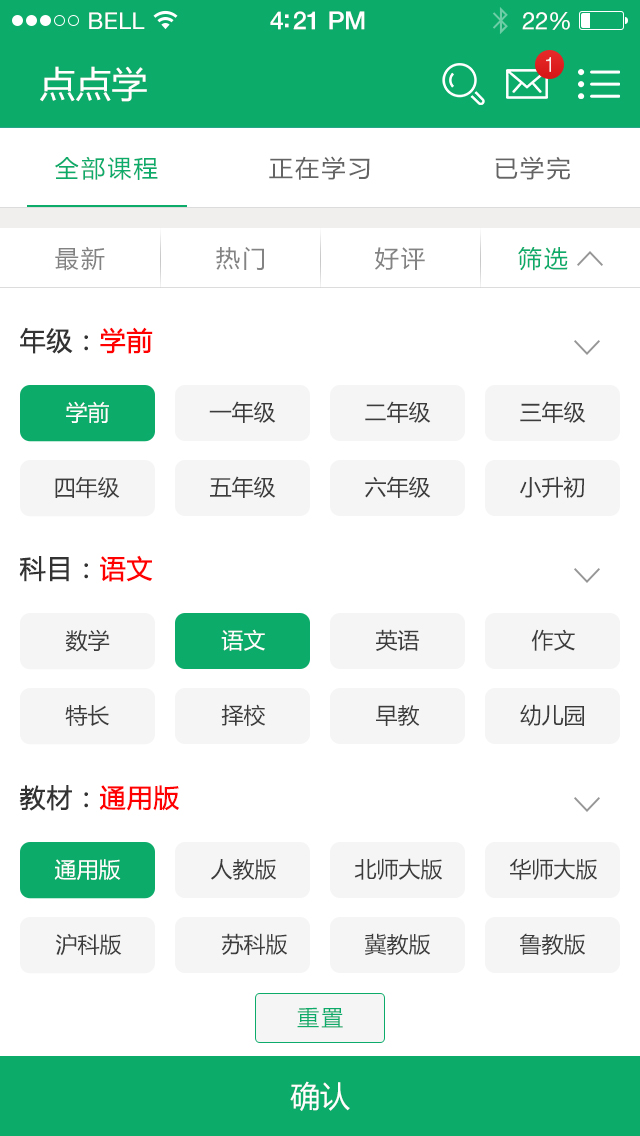 BELL 4:21 PM 22%
点点学 1
全部课程 正在学习 已学完
最新 热门 好评 筛选
年级：学前
学前 一年级 二年级 三年级
四年级 五年级 六年级 小升初
科目：语文
数学 语文 英语 作文
特长 择校 早教 幼儿园
教材：通用版
通用版 人教版 北师大版 华师大版
沪科版 苏科版 冀教版 鲁教版
重置
确认